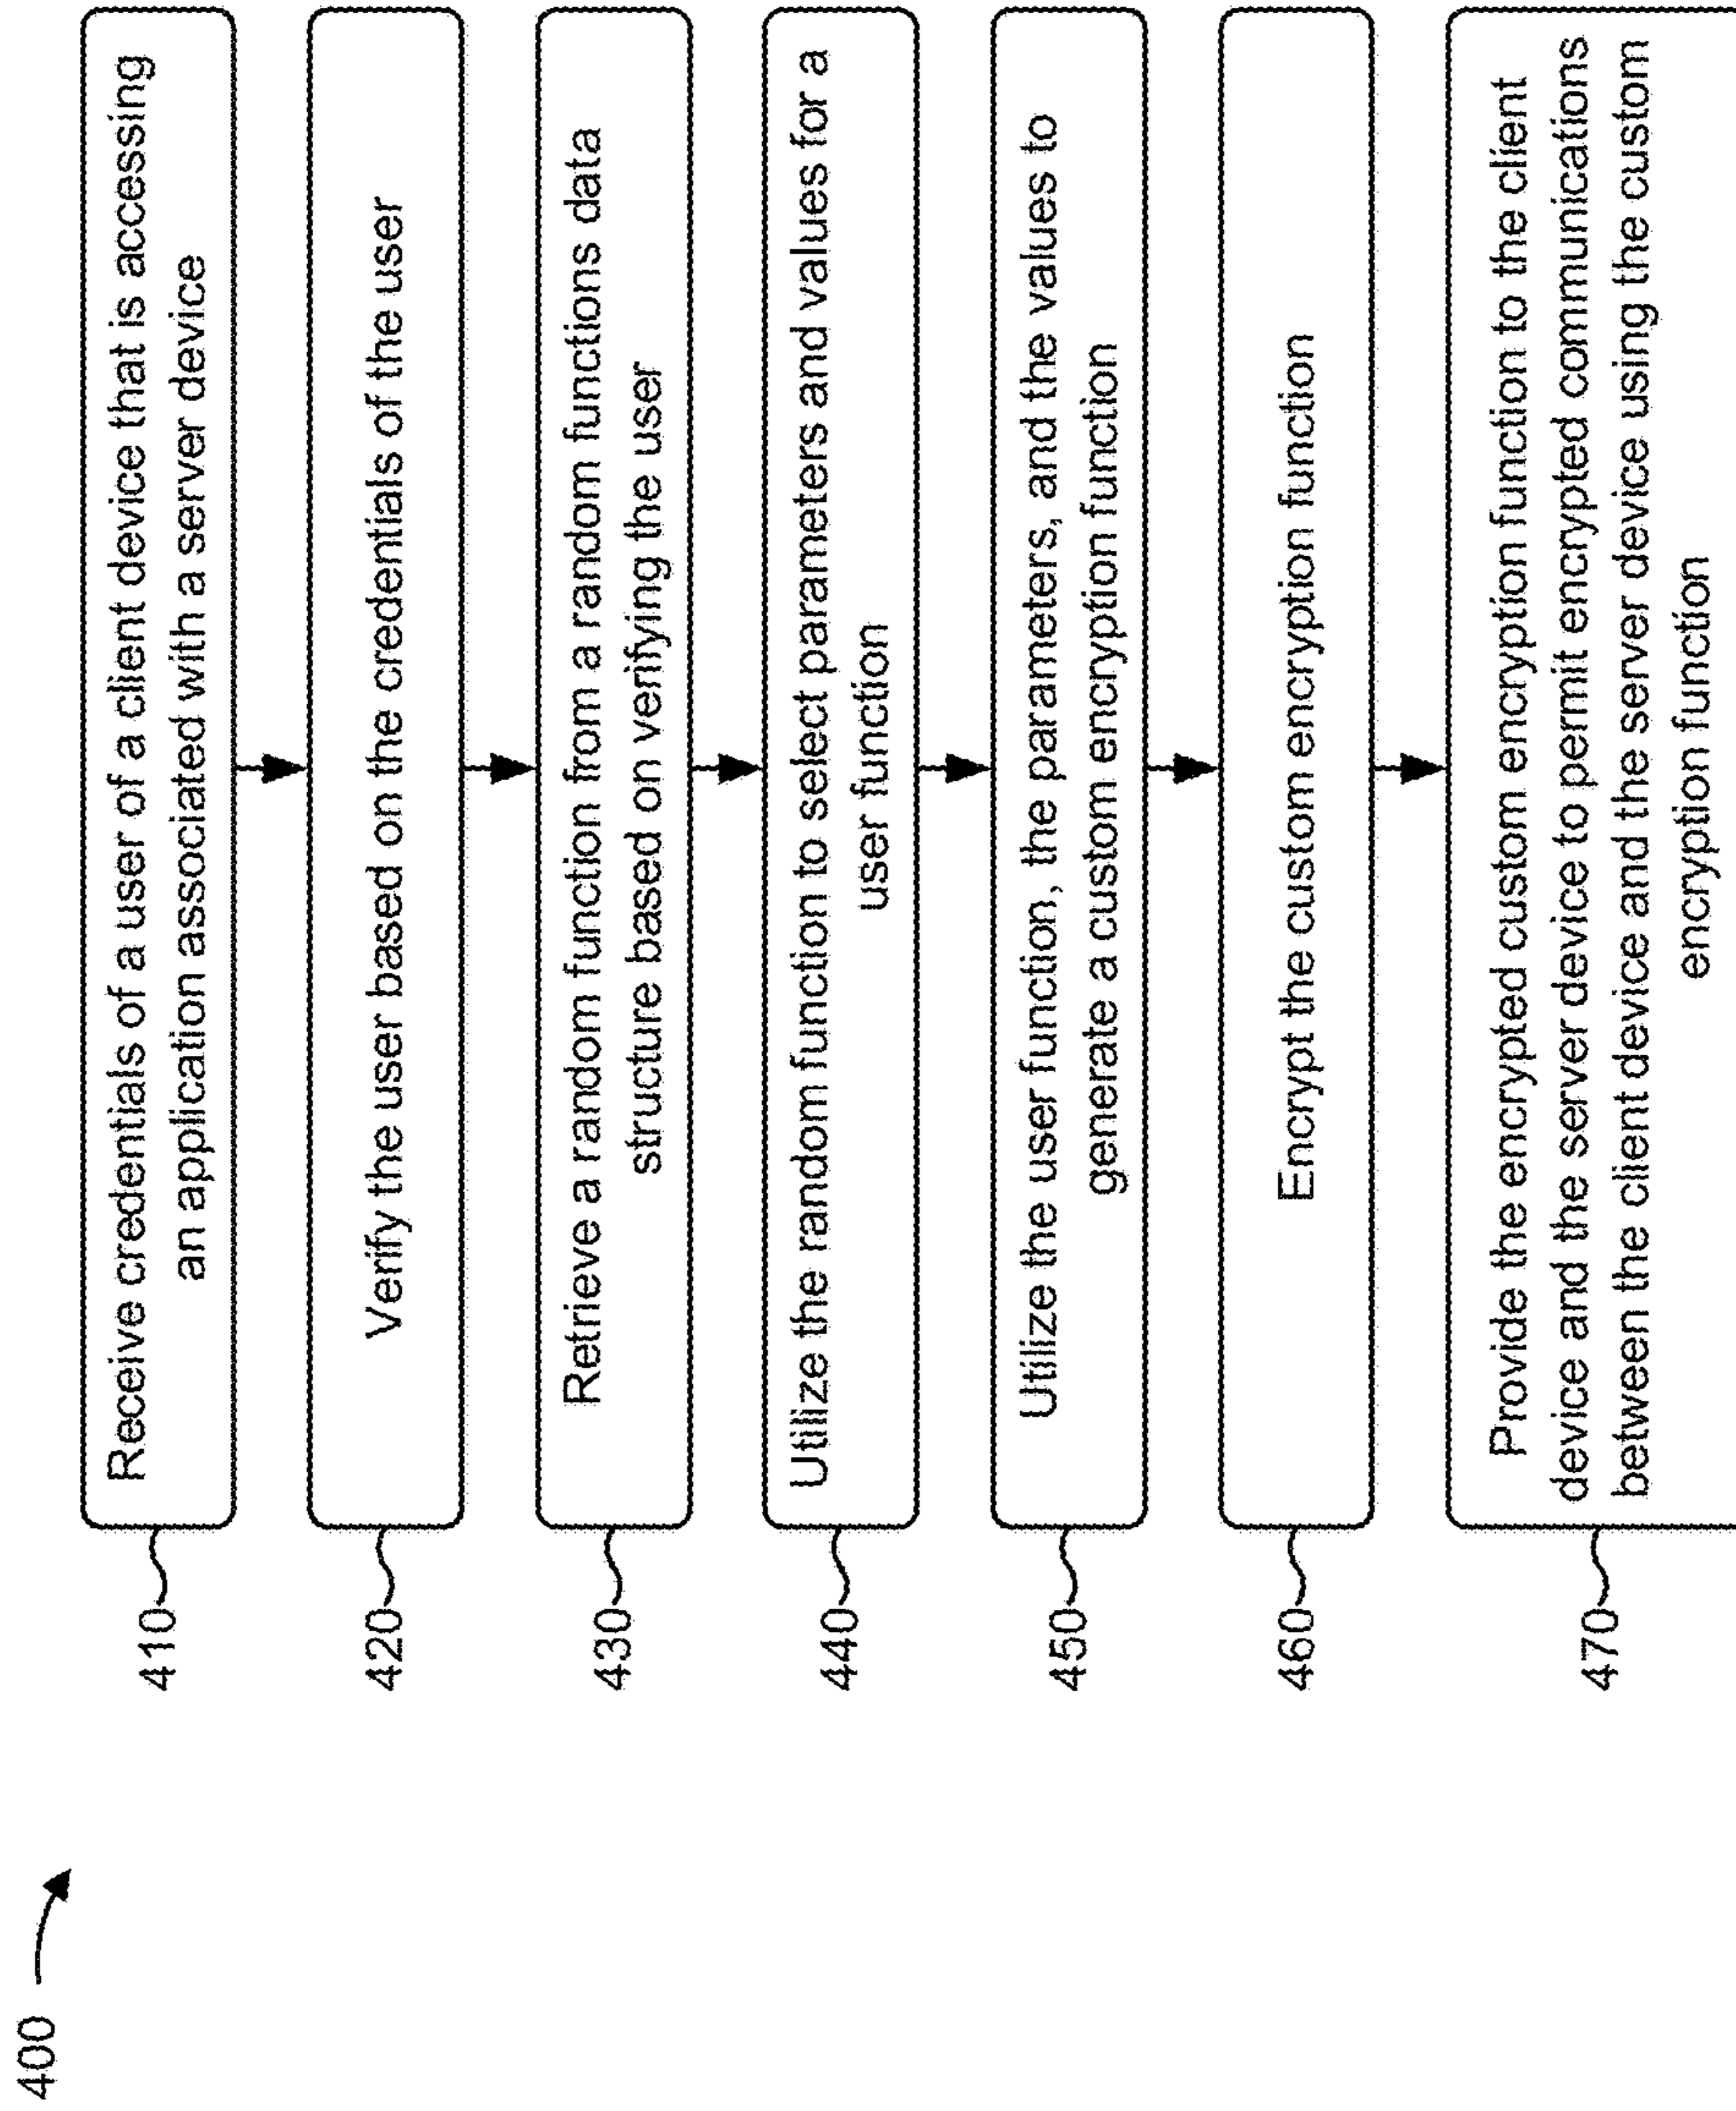 400
410
Receive credentials of a user of a client device that is accessing
an application associated with a server device
420
Verify the user based on the credentials of the user
430
Retrieve a random function from a random functions data
structure based on verifying the user
440
Utilize the random function to select parameters and values for a
user function
450
Utilize the user function, the parameters, and the values to
generate a custom encryption function
460
Encrypt the custom encryption function
470
Provide the encrypted custom encryption function to the client
device and the server device to permit encrypted communications
between the client device and the server device using the custom
encryption function